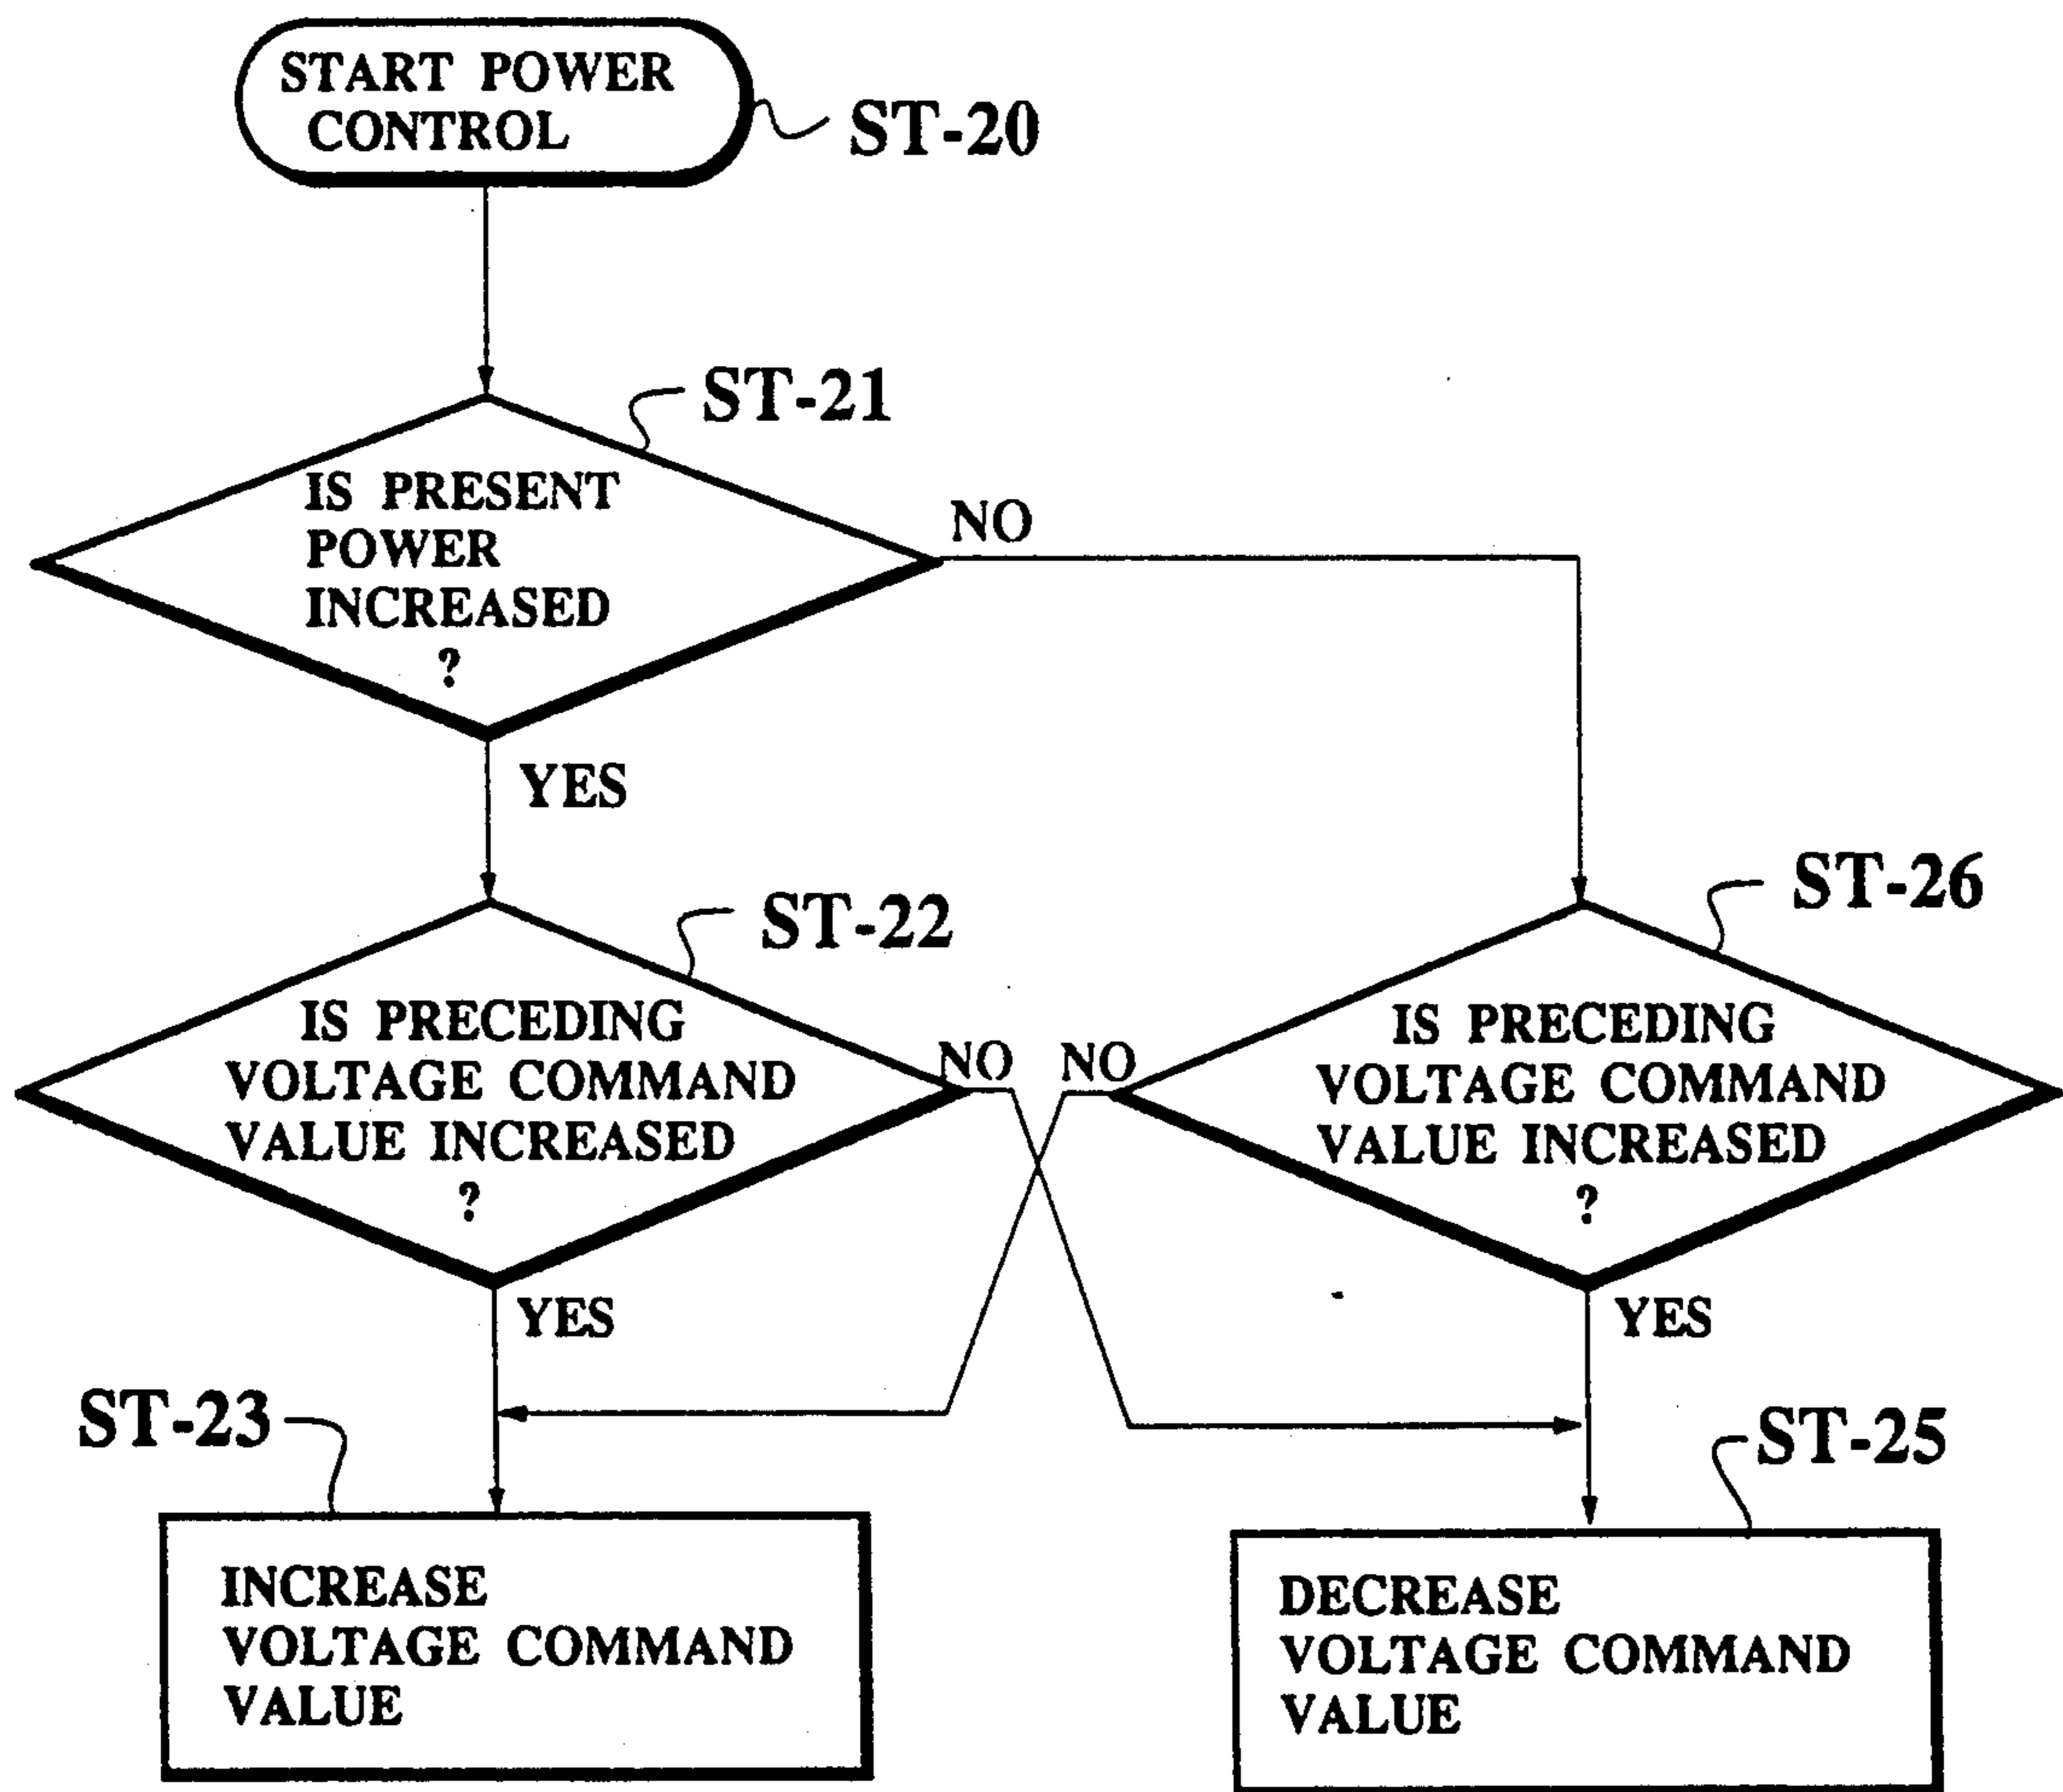 START POWER
CONTROL
ST-20
ST-21
IS PRESENT
POWER
INCREASED
?
NO
YES
ST-22
IS PRECEDING
VOLTAGE COMMAND
VALUE INCREASED
?
NO
YES
ST-26
IS PRECEDING
VOLTAGE COMMAND
VALUE INCREASED
?
NO
YES
ST-23
INCREASE
VOLTAGE COMMAND
VALUE
ST-25
DECREASE
VOLTAGE COMMAND
VALUE